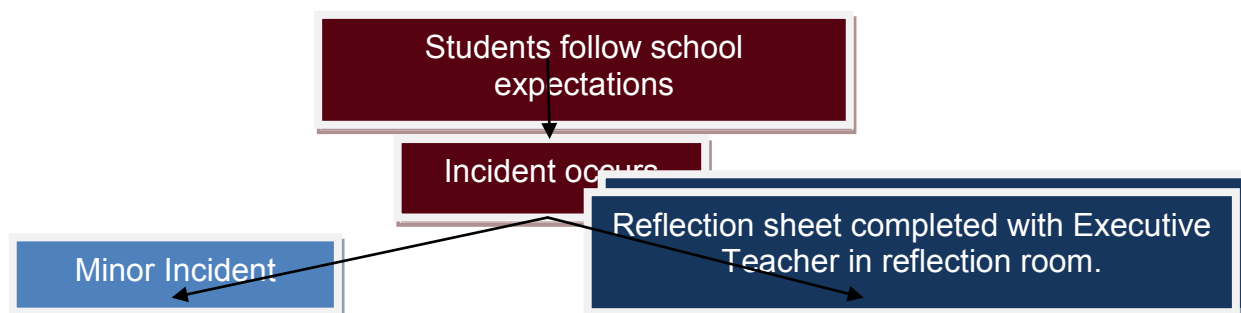 Students follow school
expectations
Incident occurs
Reflection sheet completed with Executive
Teacher in reflection room.
Minor Incident